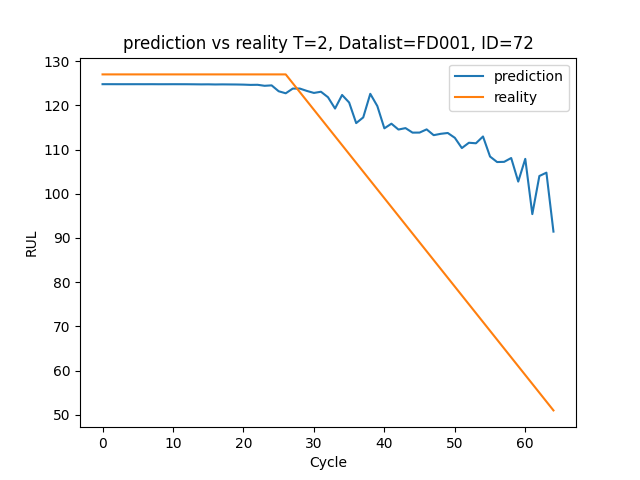 prediction vs reality T=2, Datalist=FD001, ID=72
prediction
reality
130
120
110
100
90
80
70
60
50
RUL
0 10 20 30 40 50 60
Cycle